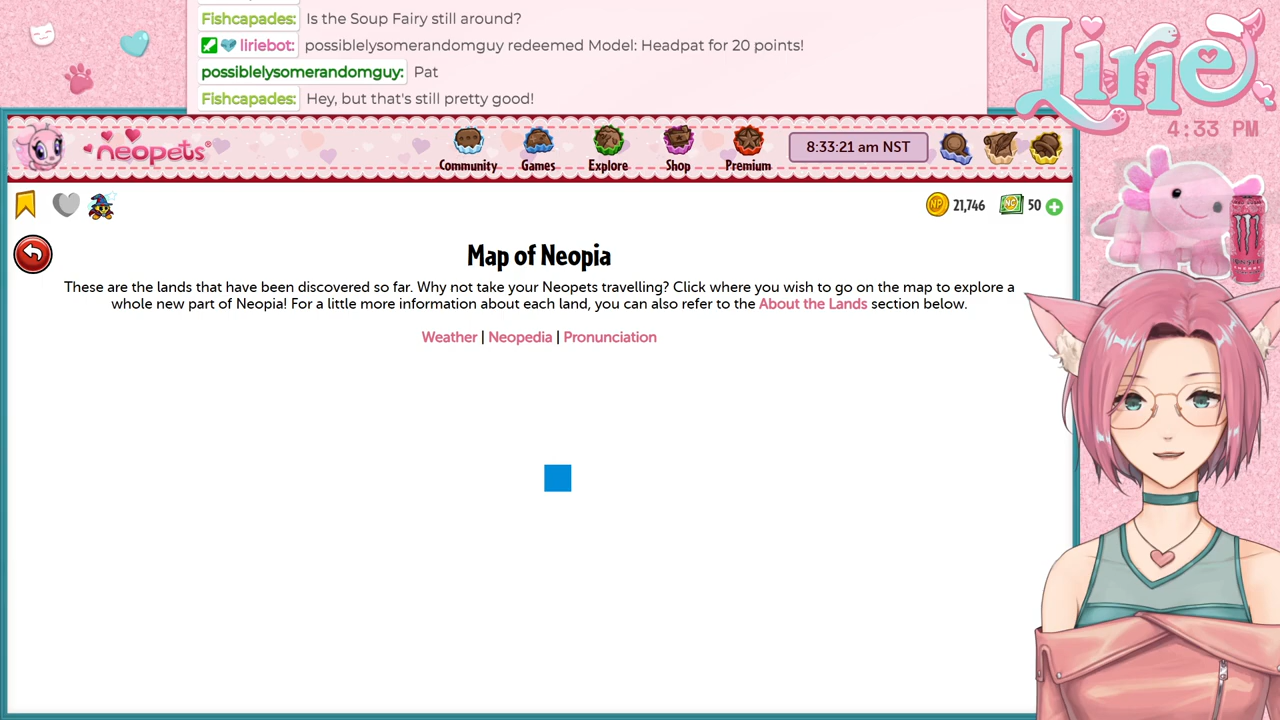 Fishcapades: Is the Soup Fairy still around?
liriebot: possiblelysomerandomguy redeemed Model: Headpat for 20 points!
possiblelysomerandomguy: Pat
Fishcapades: Hey, but that's still pretty good!
Lirie
4:33 PM
neopets
Community Games Explore Shop Premium
8:33:21 am NST
NP 21,746 NC 50
Map of Neopia
These are the lands that have been discovered so far. Why not take your Neopets travelling? Click where you wish to go on the map to explore a
whole new part of Neopia! For a little more information about each land, you can also refer to the About the Lands section below.
Weather | Neopedia | Pronunciation